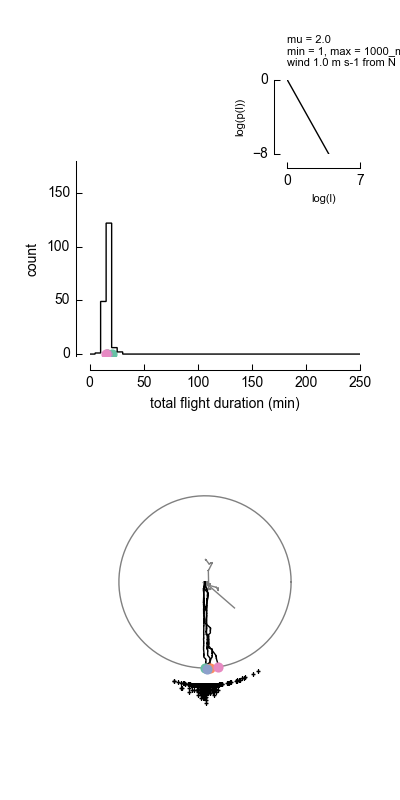 mu = 2.0
min = 1, max = 1000_m
wind 1.0 m s-1 from N
0
log(p(l))
−8
0
7
log(l)
150
100
50
0
count
0
50
100
150
200
250
total flight duration (min)